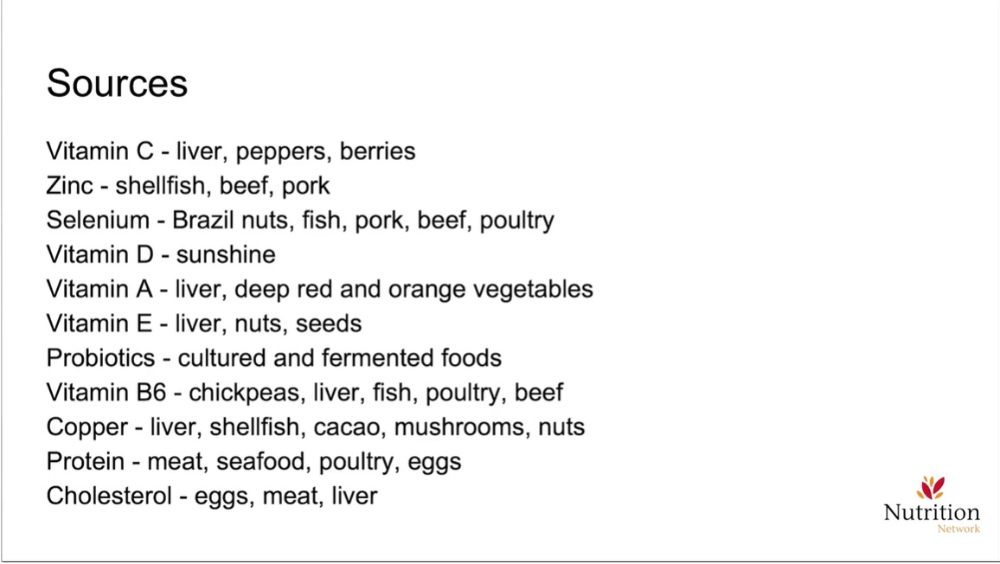 Sources
Vitamin C - liver, peppers, berries
Zinc - shellfish, beef, pork
Selenium - Brazil nuts, fish, pork, beef, poultry
Vitamin D - sunshine
Vitamin A - liver, deep red and orange vegetables
Vitamin E - liver, nuts, seeds
Probiotics - cultured and fermented foods
Vitamin B6 - chickpeas, liver, fish, poultry, beef
Copper - liver, shellfish, cacao, mushrooms, nuts
Protein - meat, seafood, poultry, eggs
Cholesterol - eggs, meat, liver
Nutrition
Network